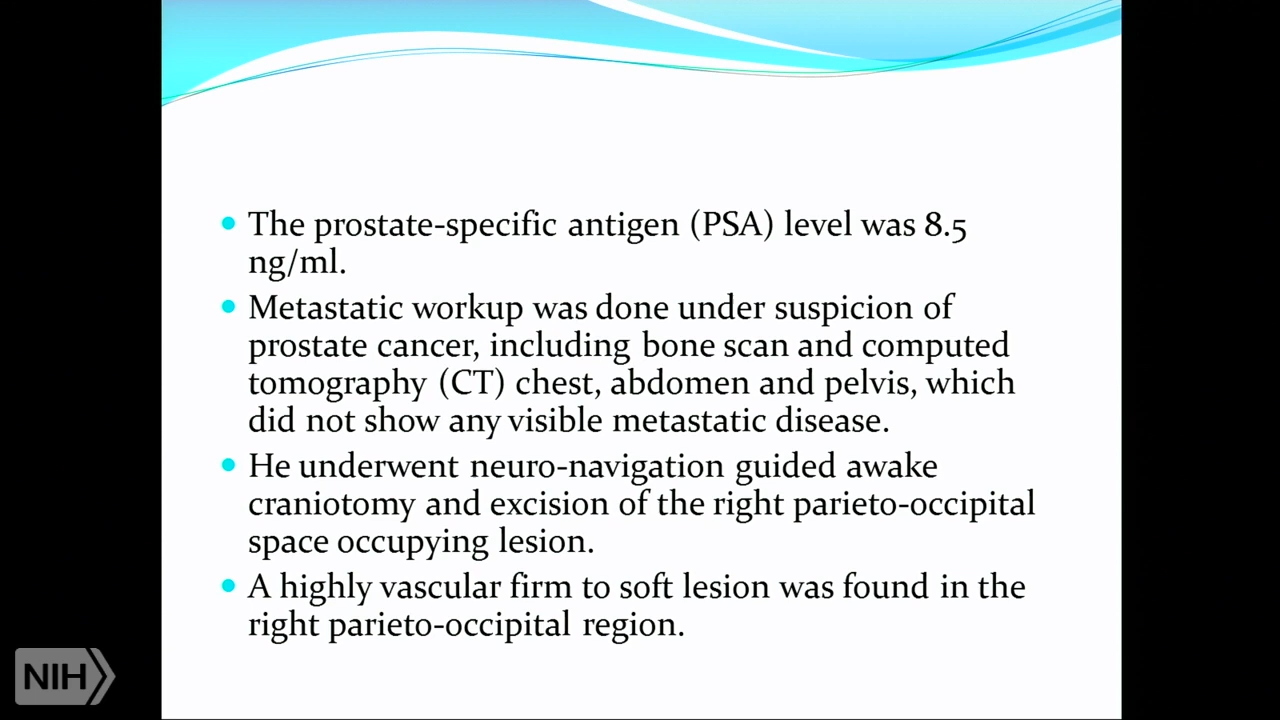 The prostate-specific antigen (PSA) level was 8.5
ng/ml.
Metastatic workup was done under suspicion of
prostate cancer, including bone scan and computed
tomography (CT) chest, abdomen and pelvis, which
did not show any visible metastatic disease.
He underwent neuro-navigation guided awake
craniotomy and excision of the right parieto-occipital
space occupying lesion.
A highly vascular firm to soft lesion was found in the
right parieto-occipital region.
NIH